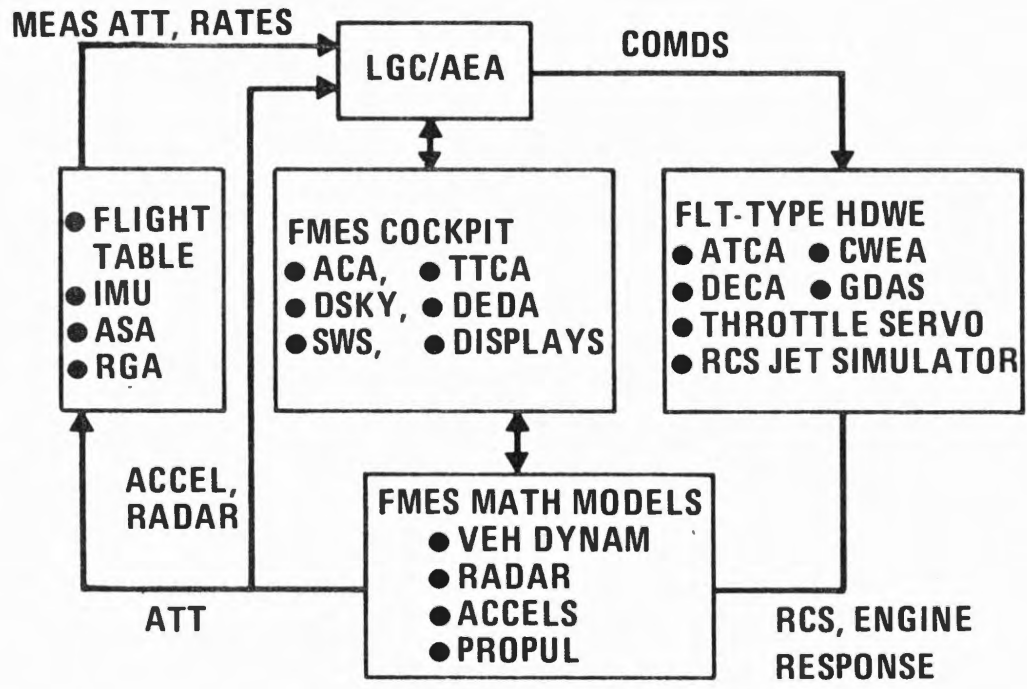 MEAS ATT, RATES
LGC/AEA
COMDS
● FLIGHT
TABLE
● IMU
● ASA
● RGA
FMES COCKPIT
● ACA, ● TTCA
● DSKY, ● DEDA
● SWS, ● DISPLAYS
FLT-TYPE HDWE
● ATCA ● CWEA
● DECA ● GDAS
● THROTTLE SERVO
● RCS JET SIMULATOR
ACCEL,
RADAR
ATT
FMES MATH MODELS
● VEH DYNAM
● RADAR
● ACCELS
● PROPUL
RCS, ENGINE
RESPONSE